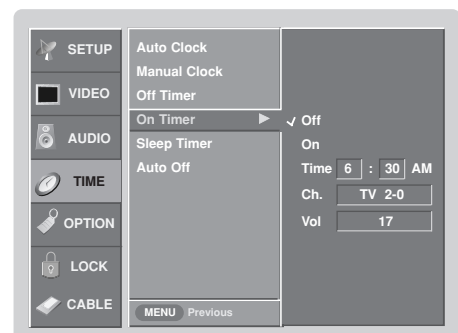 SETUP
VIDEO
AUDIO
TIME
OPTION
LOCK
CABLE
Auto Clock
Manual Clock
Off Timer
On Timer
Sleep Timer
Auto Off
MENU Previous
Off
On
Time 6 : 30 AM
Ch. TV 2-0
Vol 17